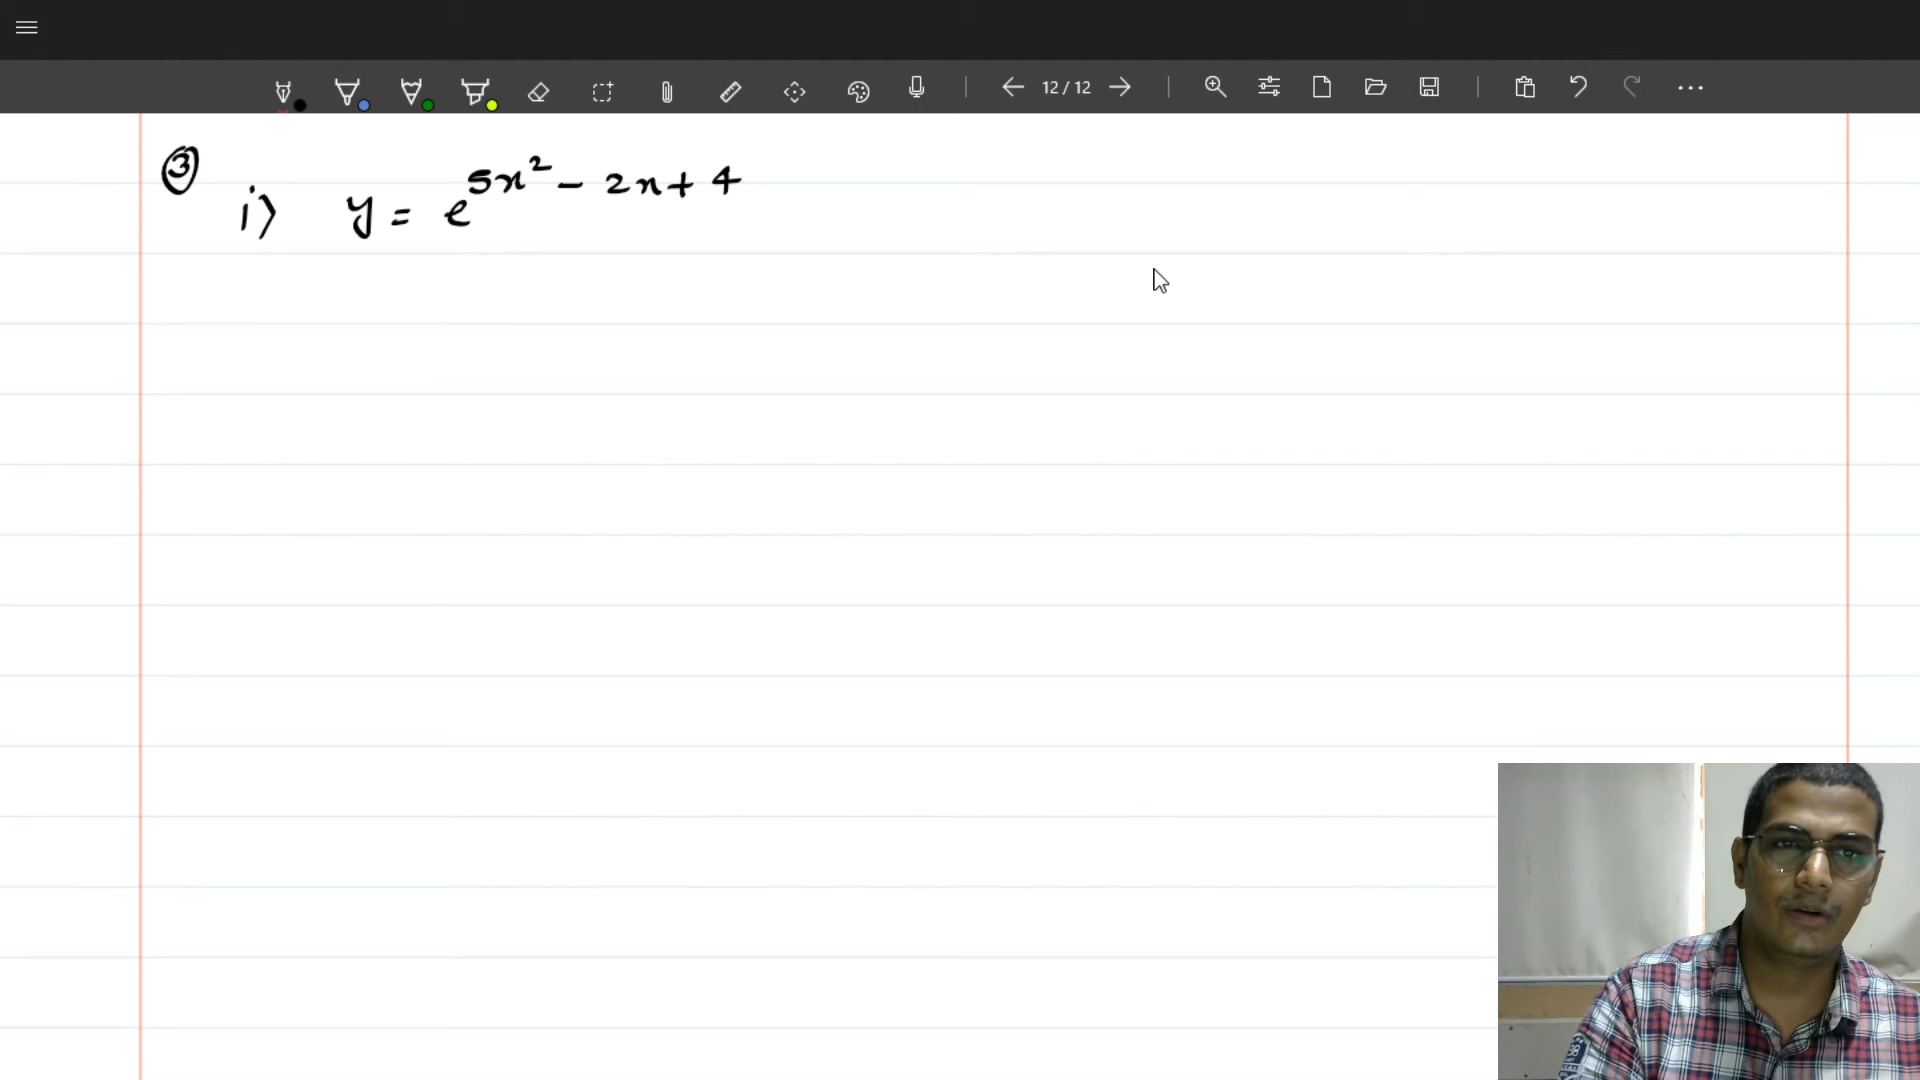 12 / 12
③
i) y = e^{5x² - 2x + 4}